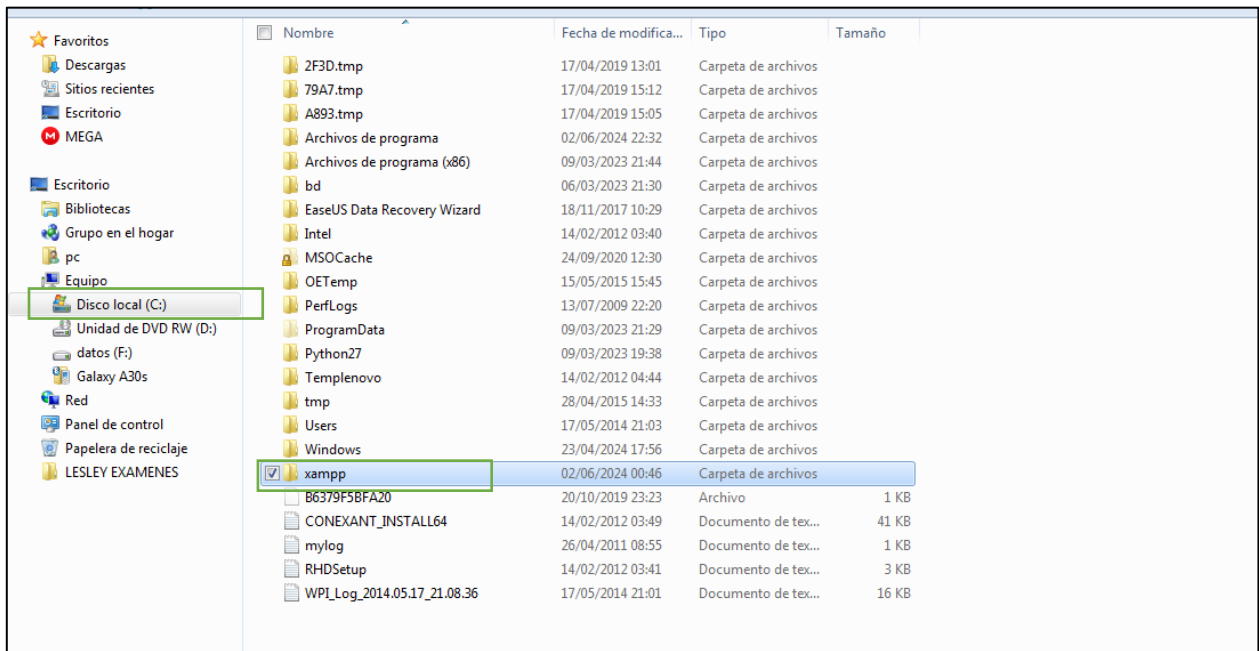 Favoritos
Descargas
Sitios recientes
Escritorio
MEGA
Escritorio
Bibliotecas
Grupo en el hogar
pc
Equipo
Disco local (C:)
Unidad de DVD RW (D:)
datos (F:)
Galaxy A30s
Red
Panel de control
Papelera de reciclaje
LESLEY EXAMENES
Nombre Fecha de modifica... Tipo Tamaño
2F3D.tmp 17/04/2019 13:01 Carpeta de archivos
79A7.tmp 17/04/2019 15:12 Carpeta de archivos
A893.tmp 17/04/2019 15:05 Carpeta de archivos
Archivos de programa 02/06/2024 22:32 Carpeta de archivos
Archivos de programa (x86) 09/03/2023 21:44 Carpeta de archivos
bd 06/03/2023 21:30 Carpeta de archivos
EaseUS Data Recovery Wizard 18/11/2017 10:29 Carpeta de archivos
Intel 14/02/2012 03:40 Carpeta de archivos
MSOCache 24/09/2020 12:30 Carpeta de archivos
OETemp 15/05/2015 15:45 Carpeta de archivos
PerfLogs 13/07/2009 22:20 Carpeta de archivos
ProgramData 09/03/2023 21:29 Carpeta de archivos
Python27 09/03/2023 19:38 Carpeta de archivos
Templenovo 14/02/2012 04:44 Carpeta de archivos
tmp 28/04/2015 14:33 Carpeta de archivos
Users 17/05/2014 21:03 Carpeta de archivos
Windows 23/04/2024 17:56 Carpeta de archivos
xampp 02/06/2024 00:46 Carpeta de archivos
B6379F5BFA20 20/10/2019 23:23 Archivo 1 KB
CONEXANT_INSTALL64 14/02/2012 03:49 Documento de tex... 41 KB
mylog 26/04/2011 08:55 Documento de tex... 1 KB
RHDSetup 14/02/2012 03:41 Documento de tex... 3 KB
WPI_Log_2014.05.17_21.08.36 17/05/2014 21:01 Documento de tex... 16 KB